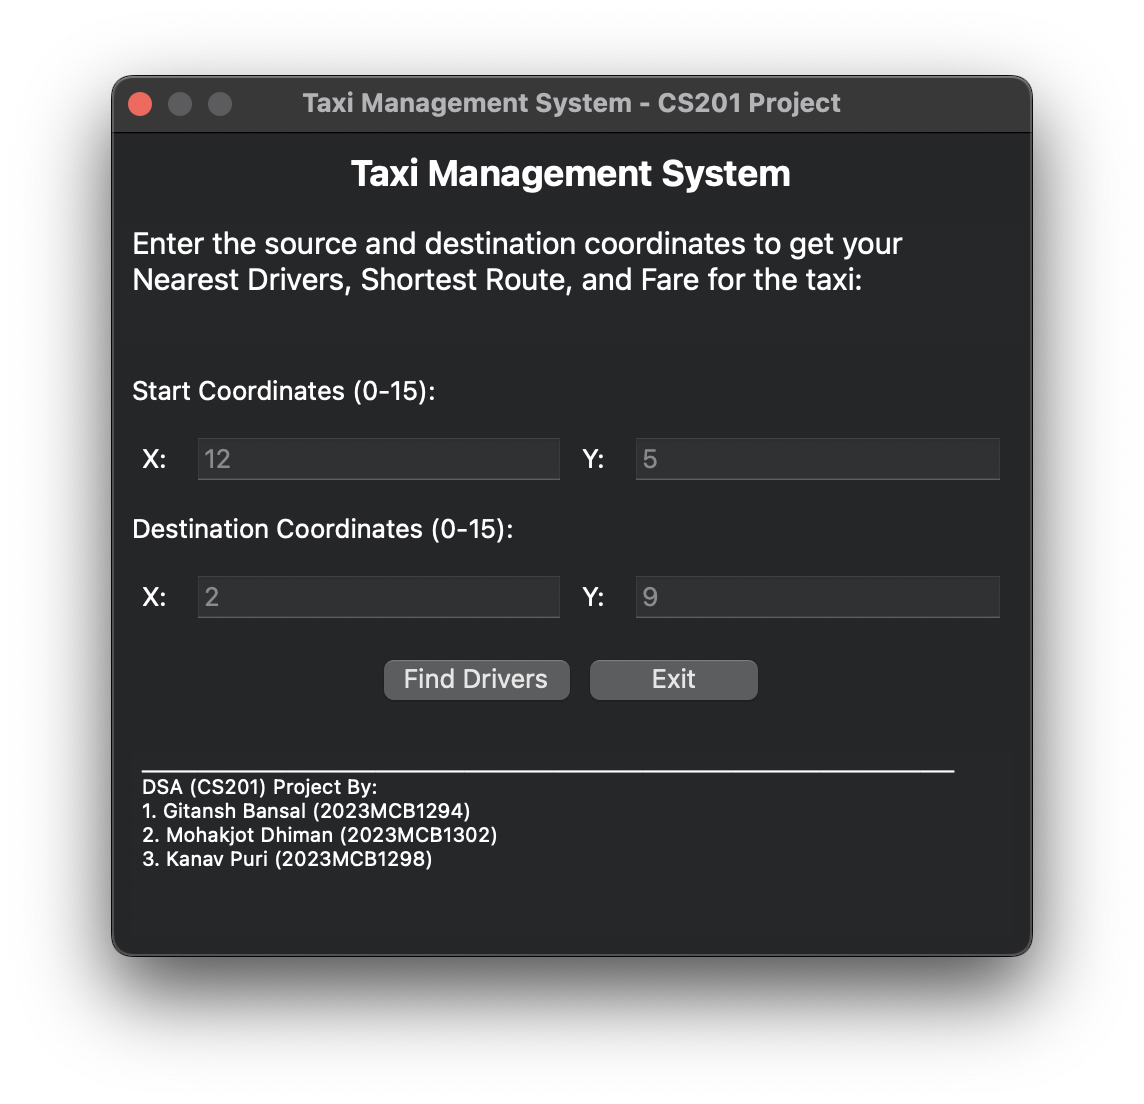 Taxi Management System - CS201 Project
Taxi Management System
Enter the source and destination coordinates to get your
Nearest Drivers, Shortest Route, and Fare for the taxi:
Start Coordinates (0-15):
X: 12 Y: 5
Destination Coordinates (0-15):
X: 2 Y: 9
Find Drivers Exit
DSA (CS201) Project By:
1. Gitansh Bansal (2023MCB1294)
2. Mohakjot Dhiman (2023MCB1302)
3. Kanav Puri (2023MCB1298)